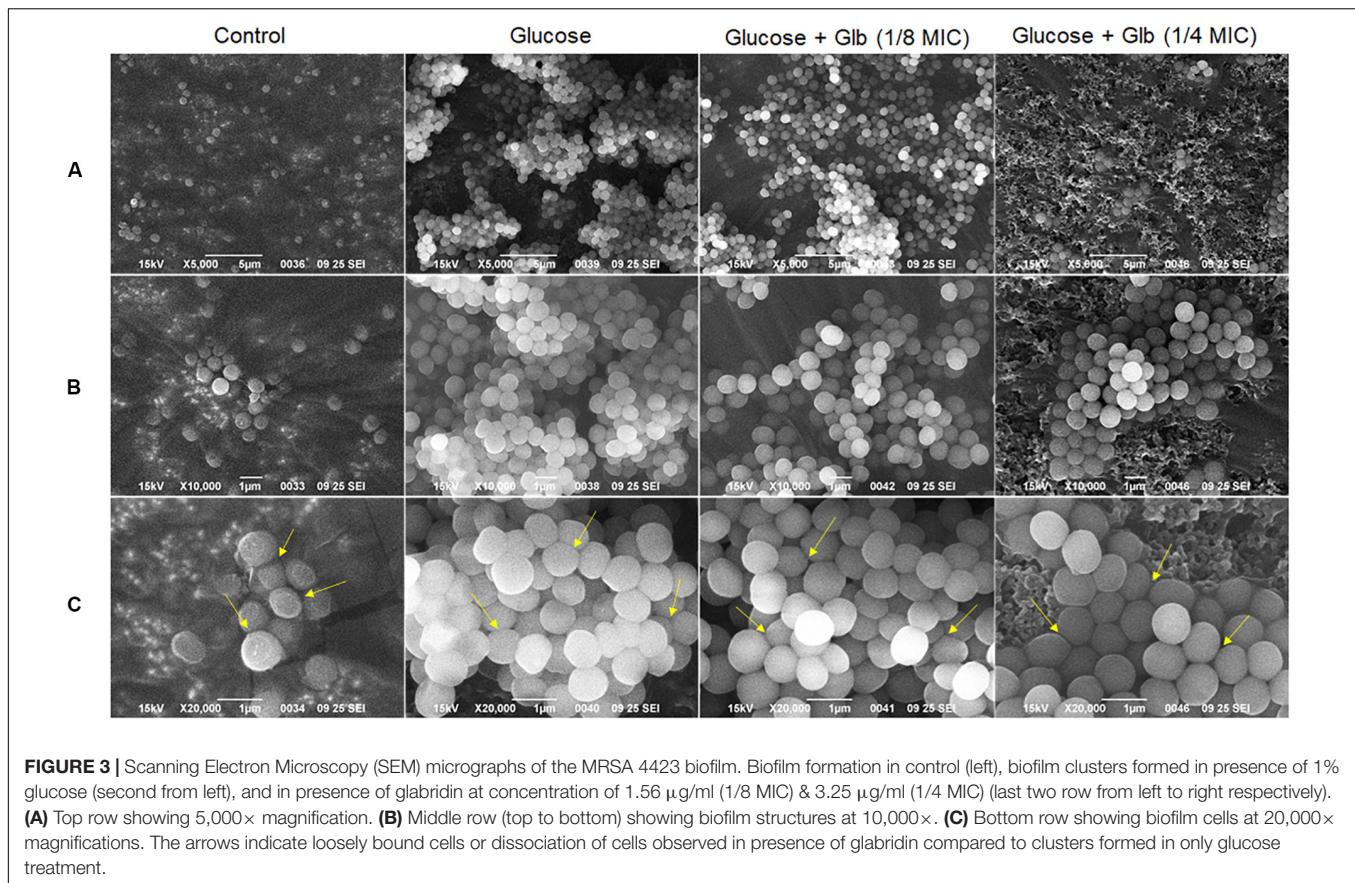 Control Glucose Glucose + Glb (1/8 MIC) Glucose + Glb (1/4 MIC)
A
15kV X5,000 5µm 0036 09 25 SEI
15kV X5,000 5µm 0039 09 25 SEI
15kV X5,000 5µm 09 25 SEI
15kV X5,000 5µm 0046 09 25 SEI
B
15kV X10,000 1µm 0033 09 25 SEI
15kV X10,000 1µm 0038 09 25 SEI
15kV X10,000 1µm 0042 09 25 SEI
15kV X10,000 1µm 0046 09 25 SEI
C
15kV X20,000 1µm 0034 09 25 SEI
15kV X20,000 1µm 0040 09 25 SEI
15kV X20,000 1µm 0041 09 25 SEI
15kV X20,000 1µm 0046 09 25 SEI
FIGURE 3 | Scanning Electron Microscopy (SEM) micrographs of the MRSA 4423 biofilm. Biofilm formation in control (left), biofilm clusters formed in presence of 1%
glucose (second from left), and in presence of glabridin at concentration of 1.56 μg/ml (1/8 MIC) & 3.25 μg/ml (1/4 MIC) (last two row from left to right respectively).
(A) Top row showing 5,000× magnification. (B) Middle row (top to bottom) showing biofilm structures at 10,000×. (C) Bottom row showing biofilm cells at 20,000×
magnifications. The arrows indicate loosely bound cells or dissociation of cells observed in presence of glabridin compared to clusters formed in only glucose
treatment.